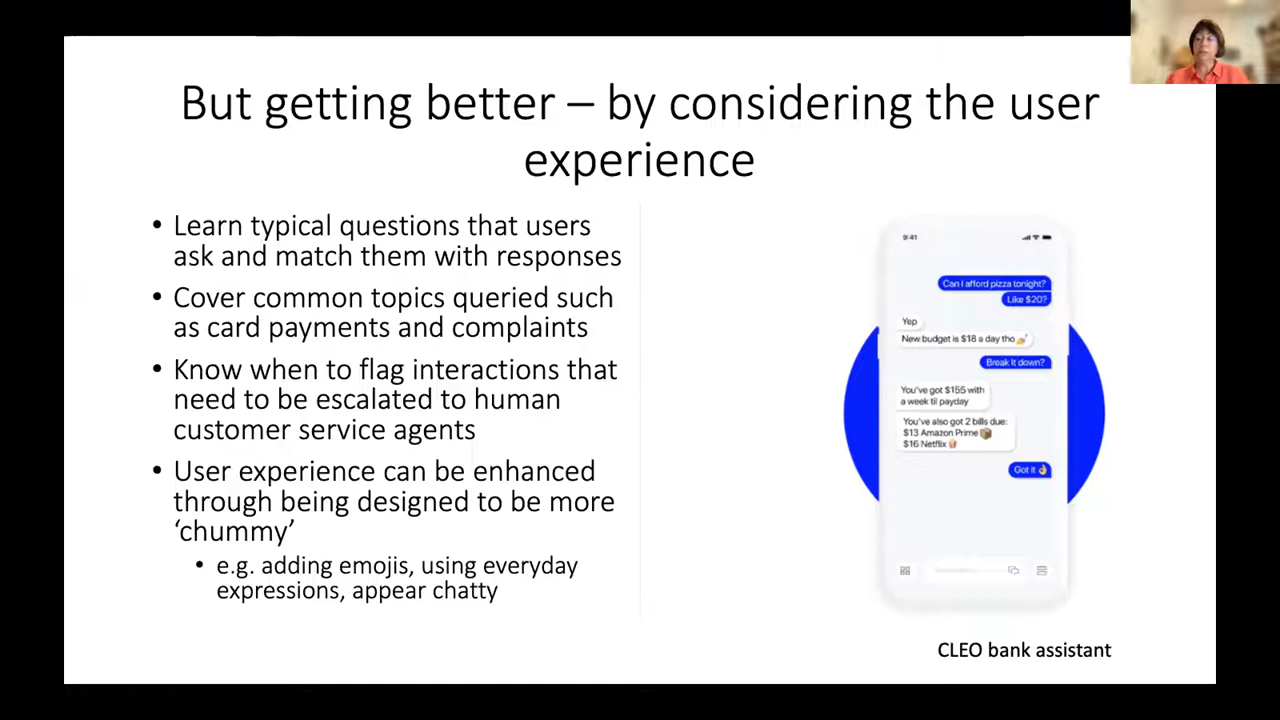 But getting better – by considering the user
experience
• Learn typical questions that users
ask and match them with responses
• Cover common topics queried such
as card payments and complaints
• Know when to flag interactions that
need to be escalated to human
customer service agents
• User experience can be enhanced
through being designed to be more
‘chummy’
• e.g. adding emojis, using everyday
expressions, appear chatty
9:41
Can I afford pizza tonight?
Like $20?
Yep
New budget is $18 a day tho 💅
Break it down?
You've got $155 with
a week til payday
You've also got 2 bills due:
$13 Amazon Prime 📦
$16 Netflix 🍿
Got it 👌
CLEO bank assistant